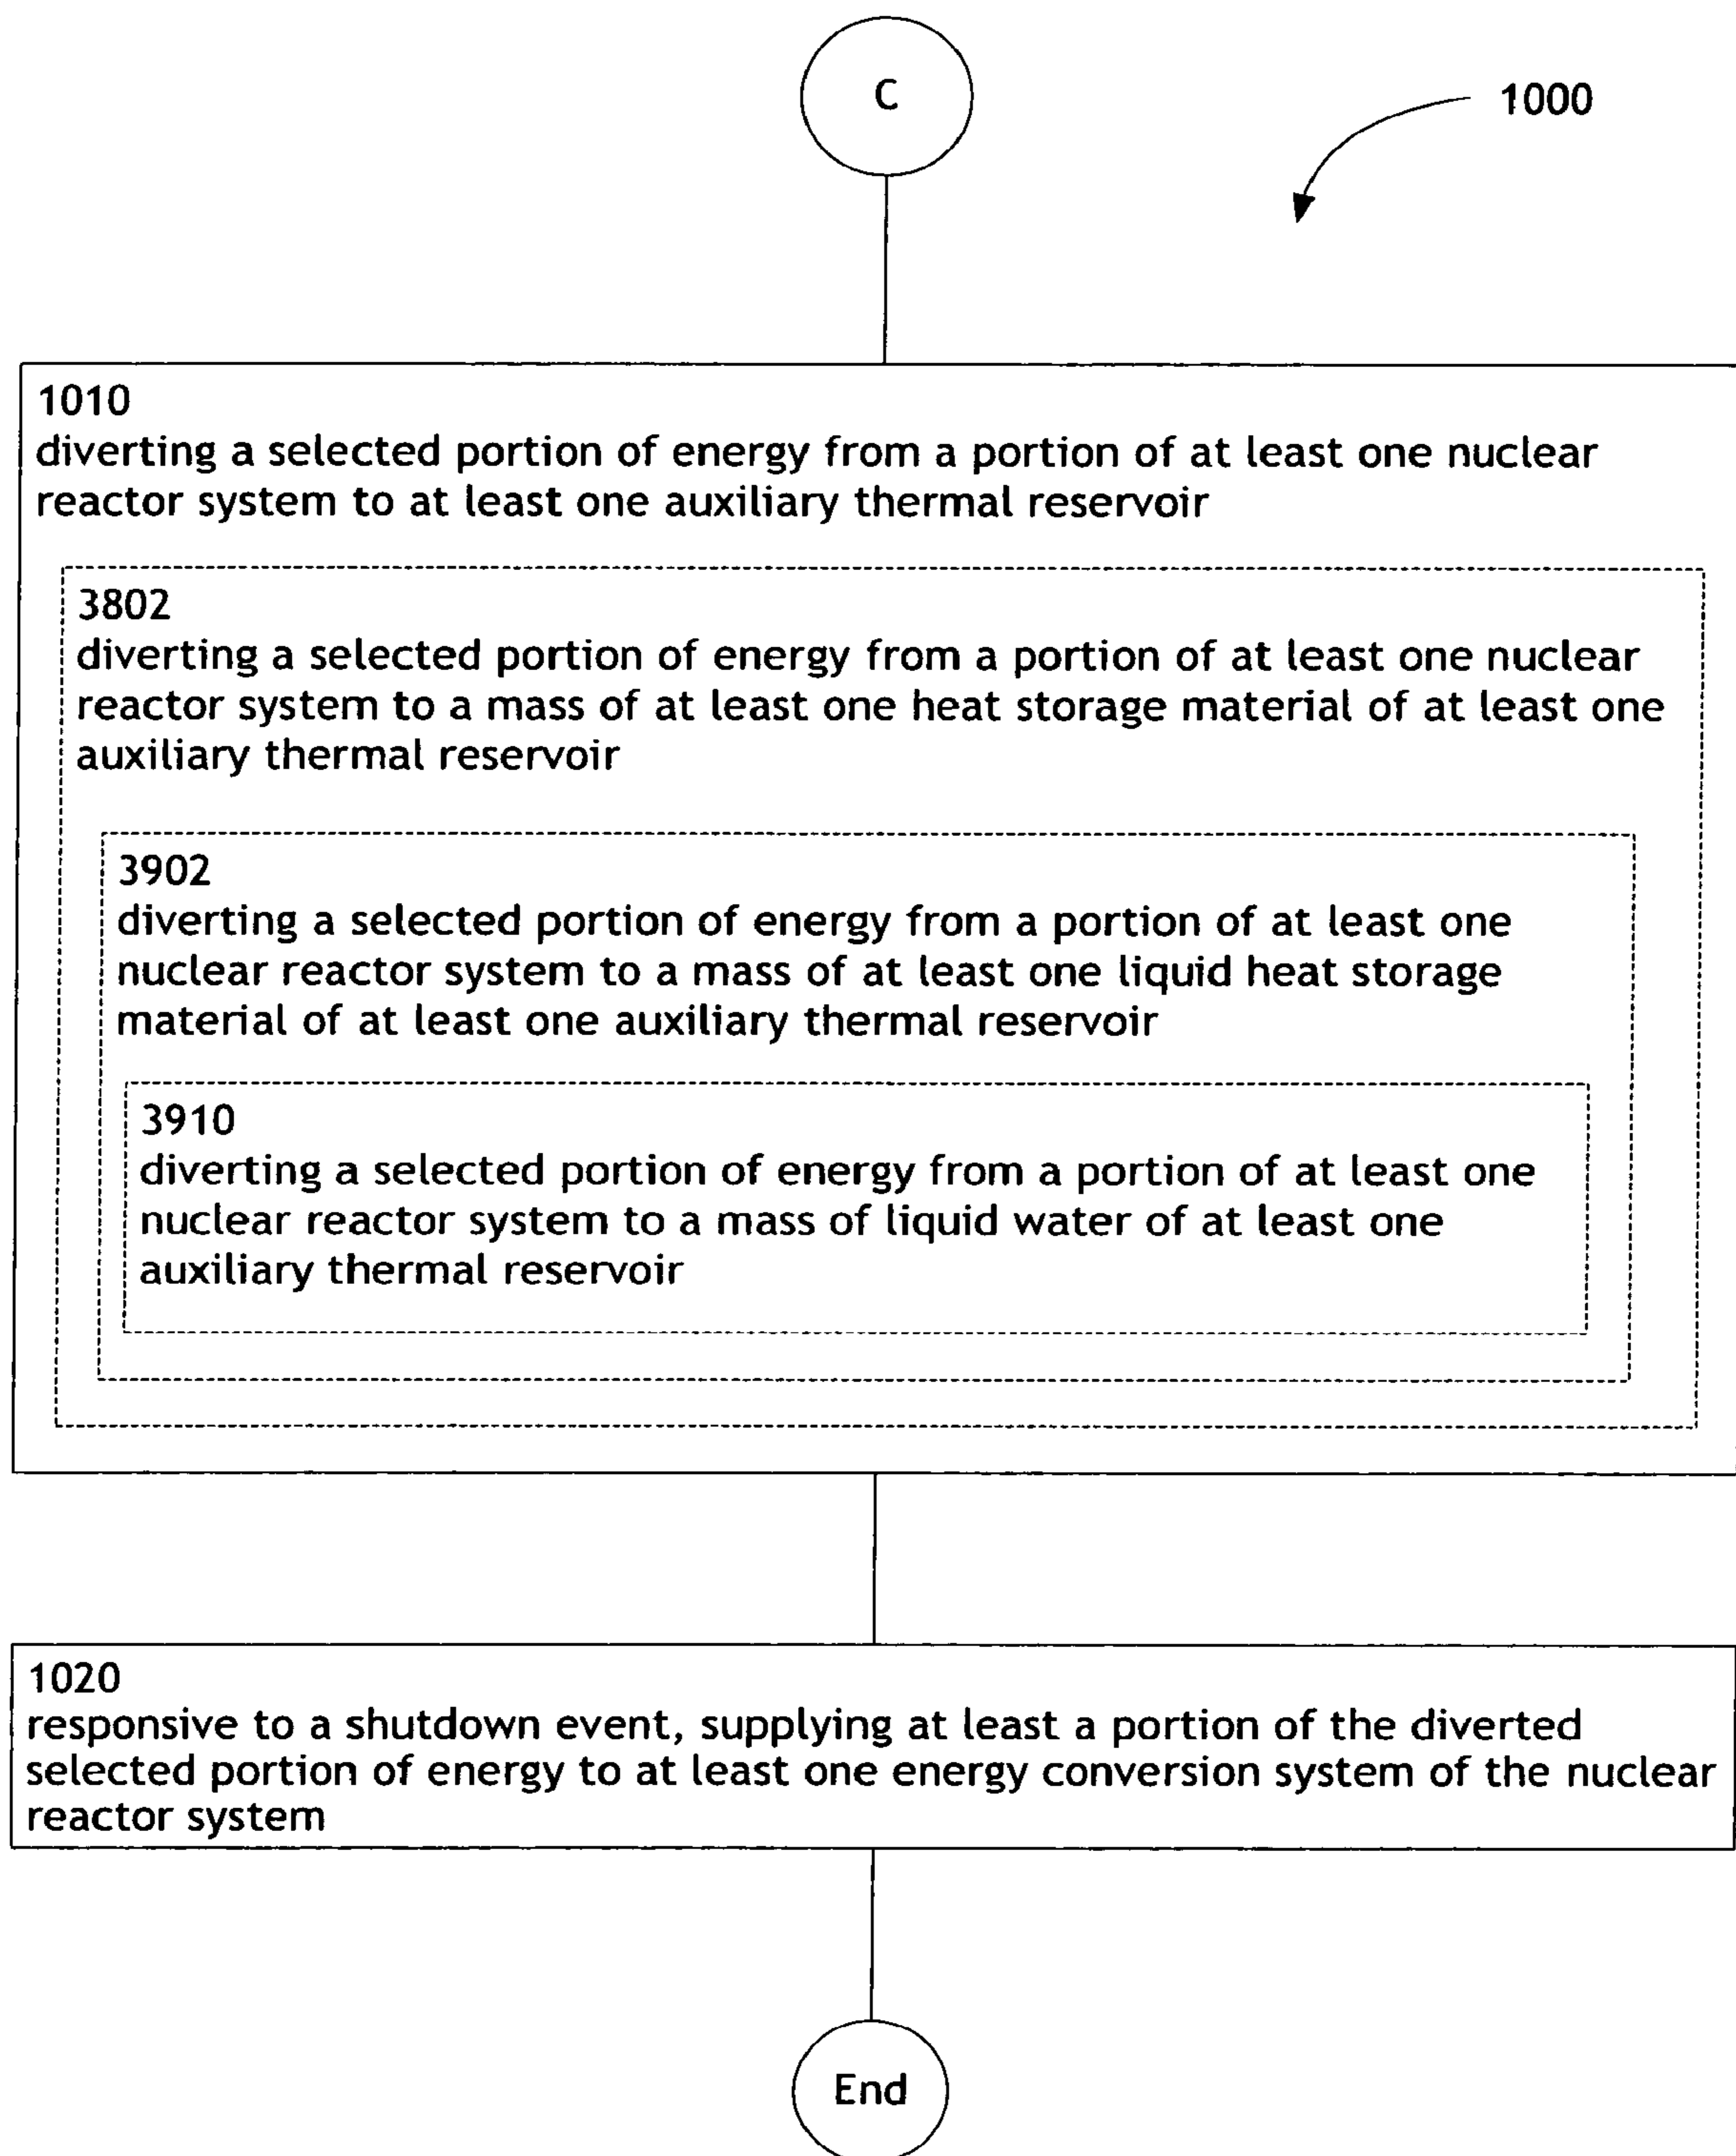 C
1000
1010
diverting a selected portion of energy from a portion of at least one nuclear
reactor system to at least one auxiliary thermal reservoir
3802
diverting a selected portion of energy from a portion of at least one nuclear
reactor system to a mass of at least one heat storage material of at least one
auxiliary thermal reservoir
3902
diverting a selected portion of energy from a portion of at least one
nuclear reactor system to a mass of at least one liquid heat storage
material of at least one auxiliary thermal reservoir
3910
diverting a selected portion of energy from a portion of at least one
nuclear reactor system to a mass of liquid water of at least one
auxiliary thermal reservoir
1020
responsive to a shutdown event, supplying at least a portion of the diverted
selected portion of energy to at least one energy conversion system of the nuclear
reactor system
End